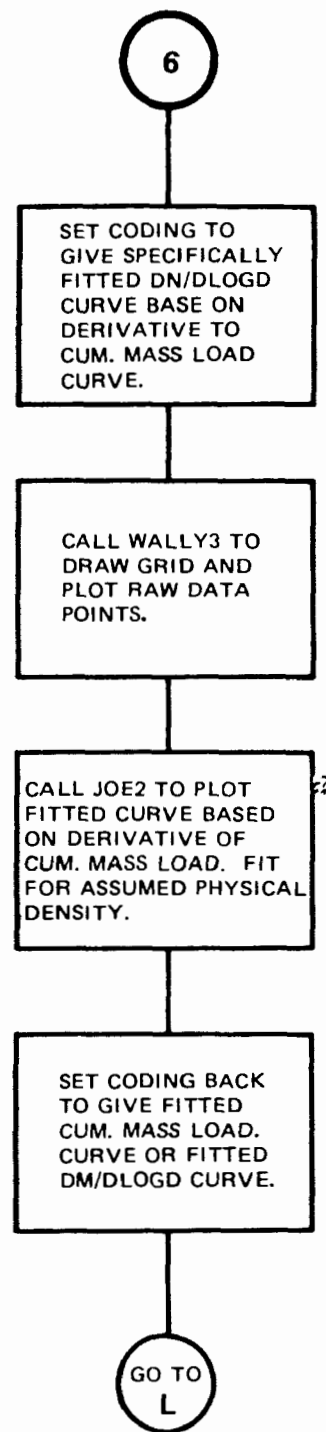 6
SET CODING TO
GIVE SPECIFICALLY
FITTED DN/DLOGD
CURVE BASE ON
DERIVATIVE TO
CUM. MASS LOAD
CURVE.
CALL WALLY3 TO
DRAW GRID AND
PLOT RAW DATA
POINTS.
CALL JOE2 TO PLOT
FITTED CURVE BASED
ON DERIVATIVE OF
CUM. MASS LOAD. FIT
FOR ASSUMED PHYSICAL
DENSITY.
SET CODING BACK
TO GIVE FITTED
CUM. MASS LOAD.
CURVE OR FITTED
DM/DLOGD CURVE.
GO TO
L